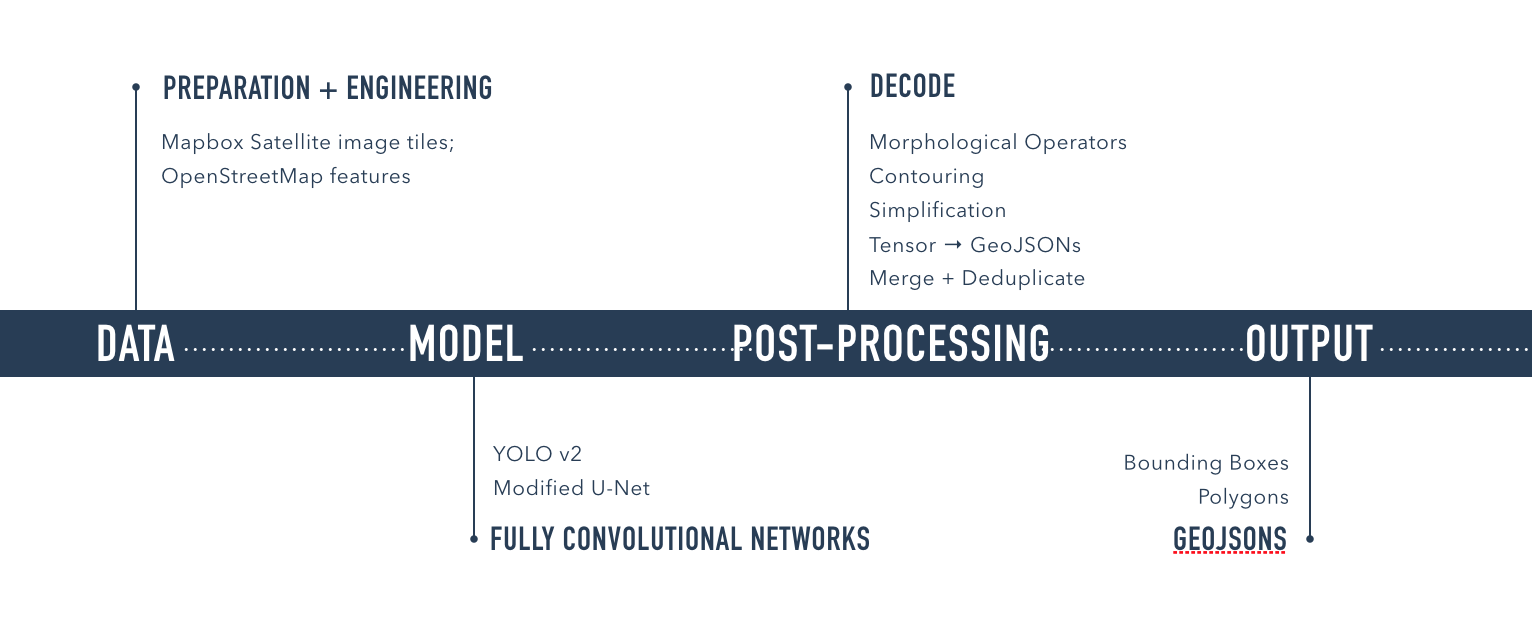 PREPARATION + ENGINEERING
Mapbox Satellite image tiles;
OpenStreetMap features
DECODE
Morphological Operators
Contouring
Simplification
Tensor → GeoJSONs
Merge + Deduplicate
DATA
MODEL
POST-PROCESSING
OUTPUT
YOLO v2
Modified U-Net
FULLY CONVOLUTIONAL NETWORKS
Bounding Boxes
Polygons
GEOJSONS